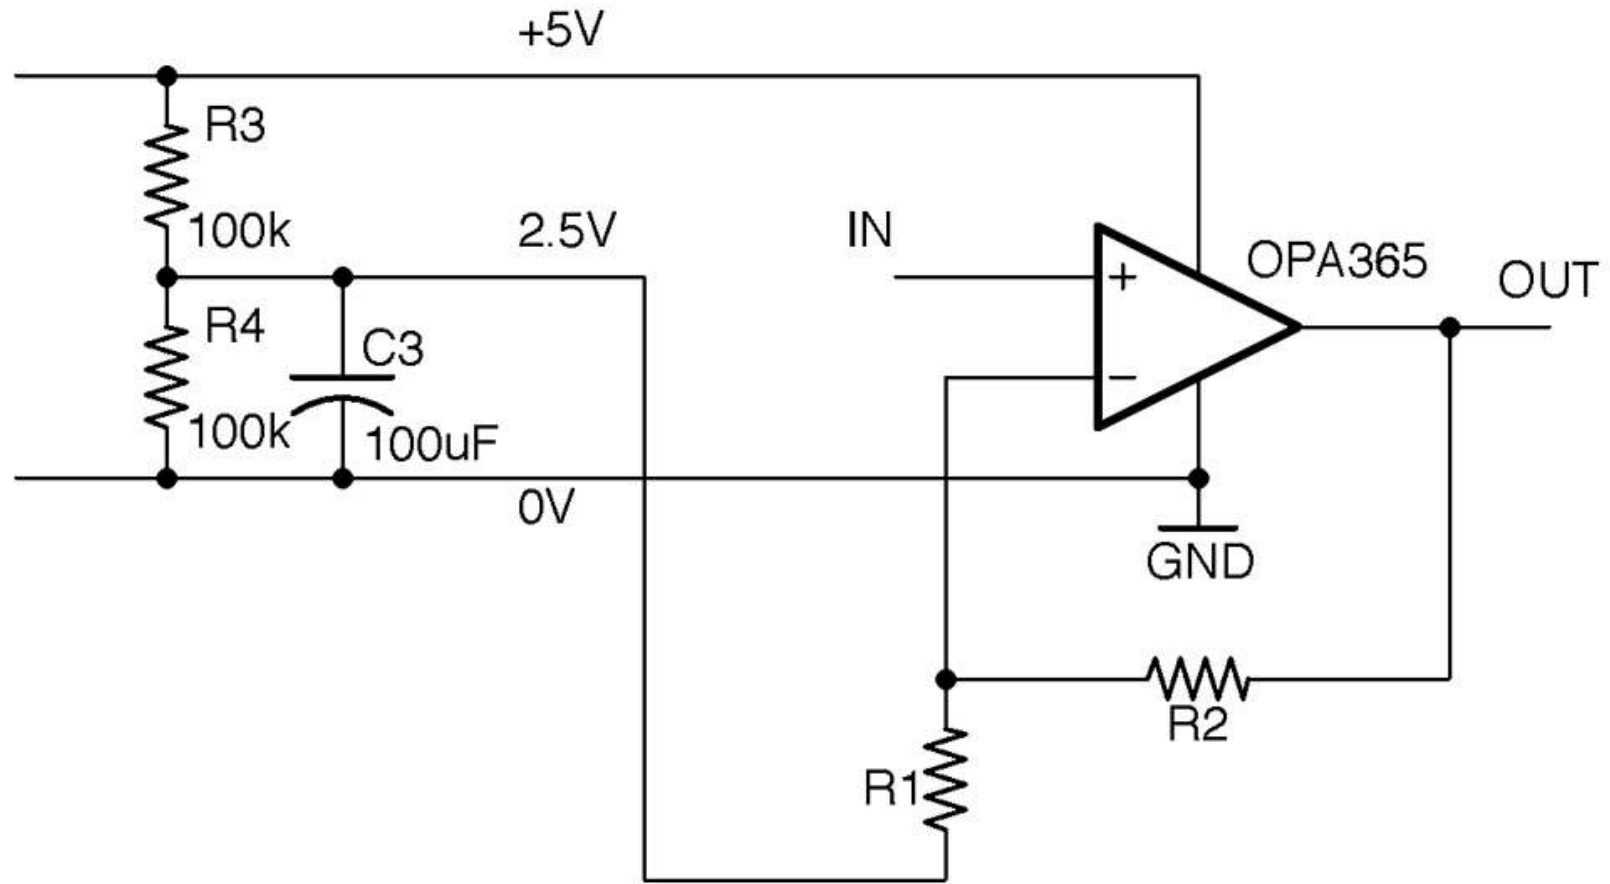 +5V
R3
100k
2.5V
IN
+
OPA365
OUT
R4
C3
−
100k
100uF
0V
GND
R2
R1